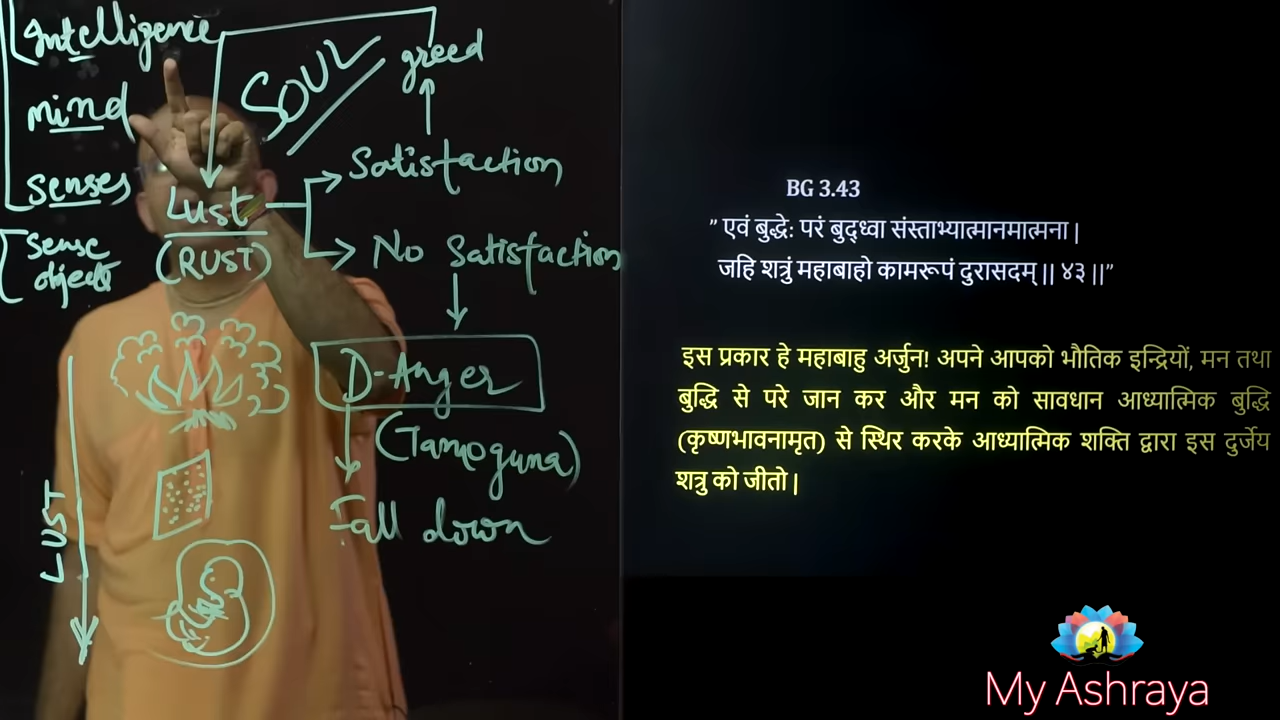 Intelligence
mind
senses
sense
objects
SOUL
greed
Satisfaction
Lust
(RUST)
No Satisfaction
D-Anger
(Tamoguna)
Fall down
LUST
BG 3.43
” एवं बुद्धे: परं बुद्ध्वा संस्ताभ्यात्मानमात्मना |
जहि शत्रुं महाबाहो कामरूपं दुरासदम् || ४३ ||”
इस प्रकार हे महाबाहु अर्जुन! अपने आपको भौतिक इन्द्रियों, मन तथा
बुद्धि से परे जान कर और मन को सावधान आध्यात्मिक बुद्धि
(कृष्णभावनामृत) से स्थिर करके आध्यात्मिक शक्ति द्वारा इस दुर्जेय
शत्रु को जीतो |
My Ashraya